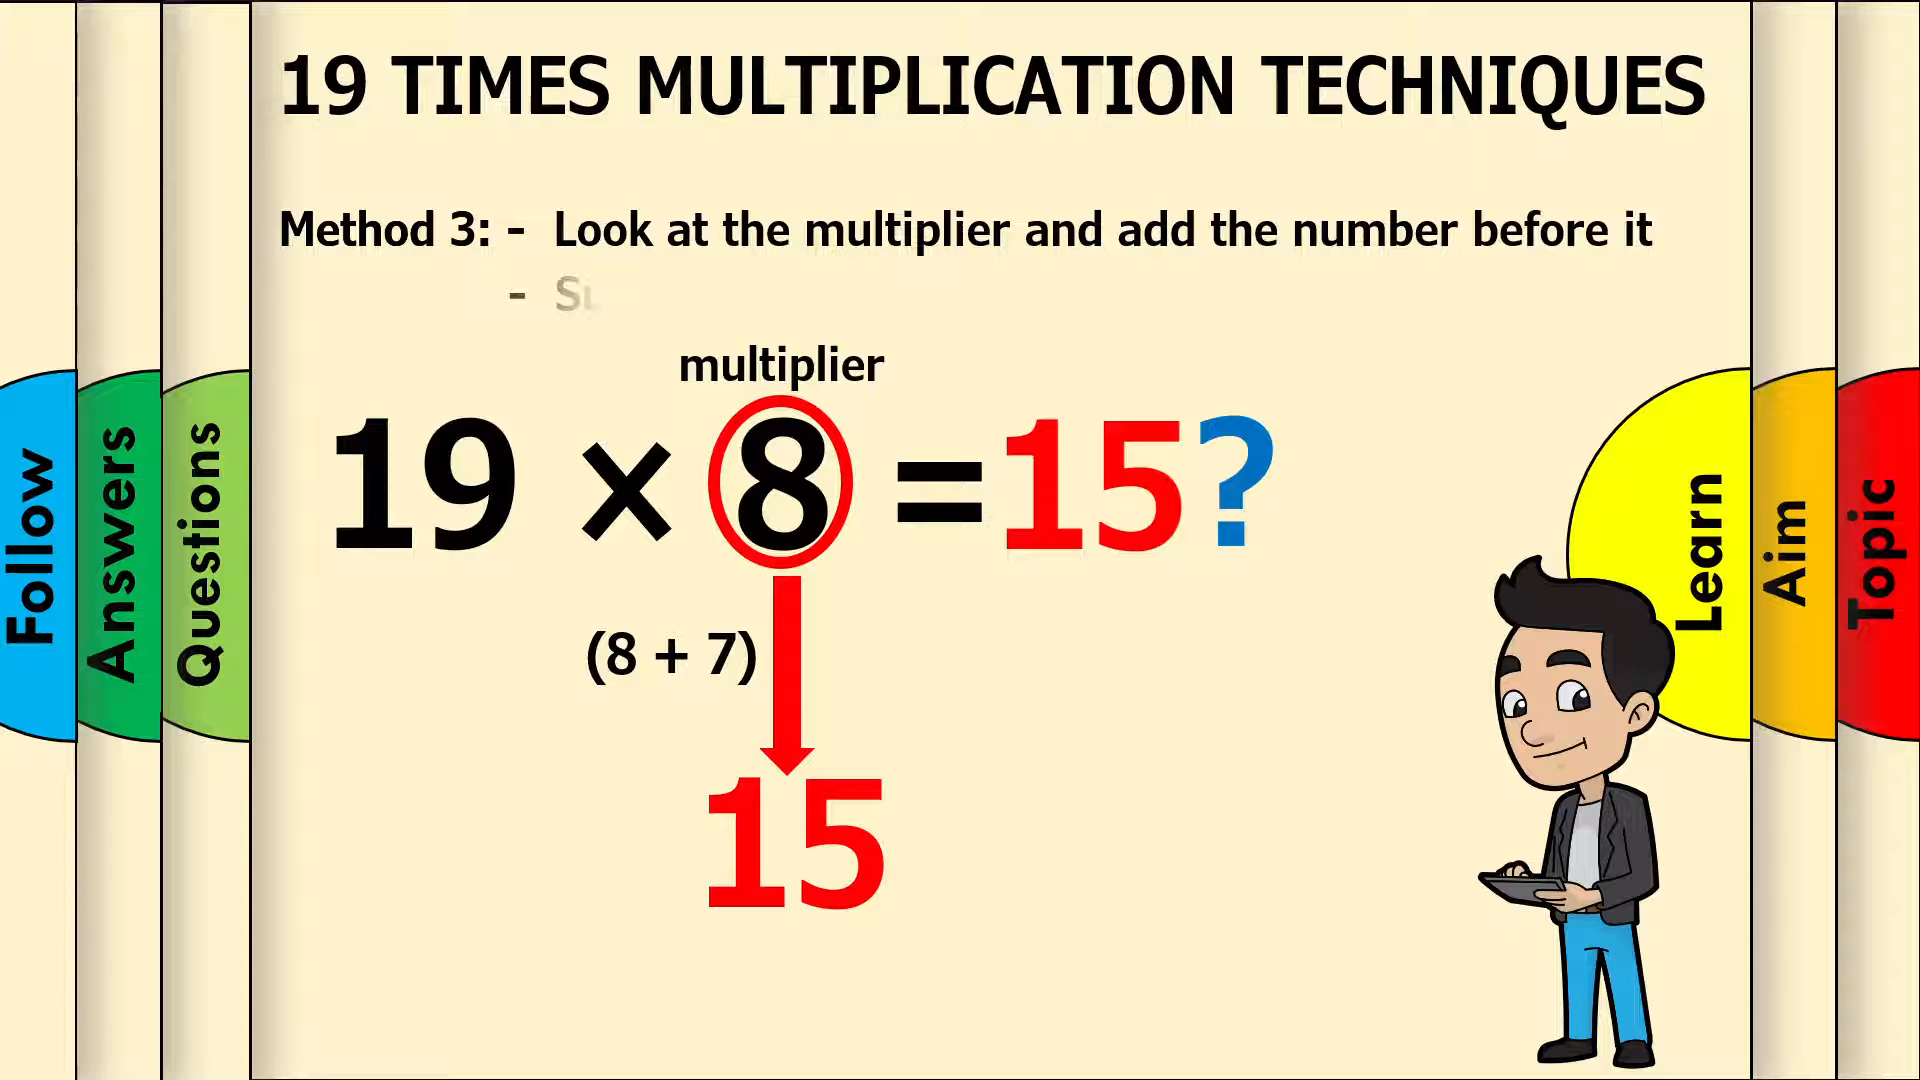 19 TIMES MULTIPLICATION TECHNIQUES
Method 3: - Look at the multiplier and add the number before it
-
multiplier
19 × 8 =15?
(8 + 7)
15
Follow
Answers
Questions
Learn
Aim
Topic